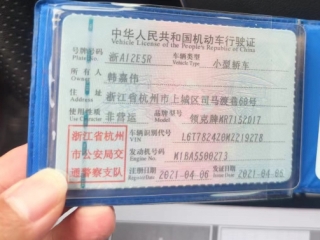 中华人民共和国机动车行驶证
Vehicle License of the People's Republic of China
号牌号码 浙A12E5R 车辆类型 小型轿车
Plate No. Vehicle Type
所有人 韩嘉伟
Owner
住址 浙江省杭州市上城区司马渡巷60号
使用性质 非营运 品牌型号 领克牌MR7152D17
Use Character Model
浙江省杭州
市公安局交
通警察支队
车辆识别代号
VIN
发动机号码 M1BA5500273
Engine No.
注册日期 2021-04-06 发证日期 2021-04-06